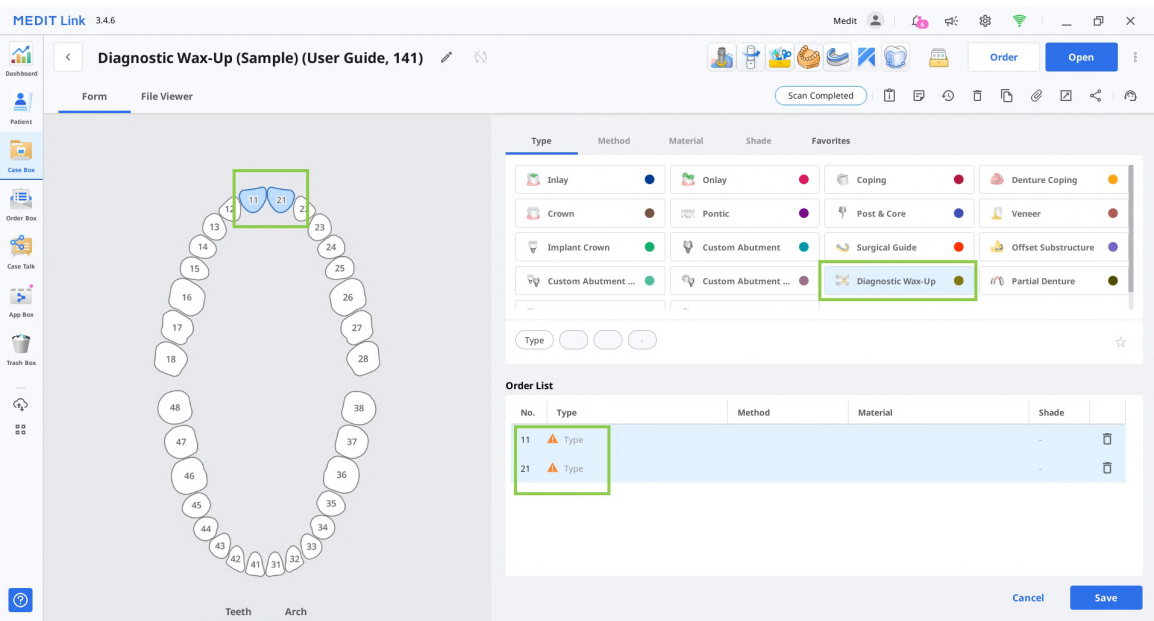 MEDIT Link 3.4.6
Medit
Dashboard
Diagnostic Wax-Up (Sample) (User Guide, 141)
Order
Open
Form
File Viewer
Scan Completed
Patient
Case Box
Order Box
Case Talk
App Box
Trash Box
Type
Method
Material
Shade
Favorites
Inlay
Onlay
Coping
Denture Coping
Crown
Pontic
Post & Core
Veneer
Implant Crown
Custom Abutment
Surgical Guide
Offset Substructure
Custom Abutment ...
Custom Abutment ...
Diagnostic Wax-Up
Partial Denture
Type
-
11 21
12 22
13 23
14 24
15 25
16 26
17 27
18 28
48 38
47 37
46 36
45 35
44 34
43 33
42 41 31 32
Teeth
Arch
Order List
No. Type Method Material Shade
11 Type -
21 Type -
Cancel
Save